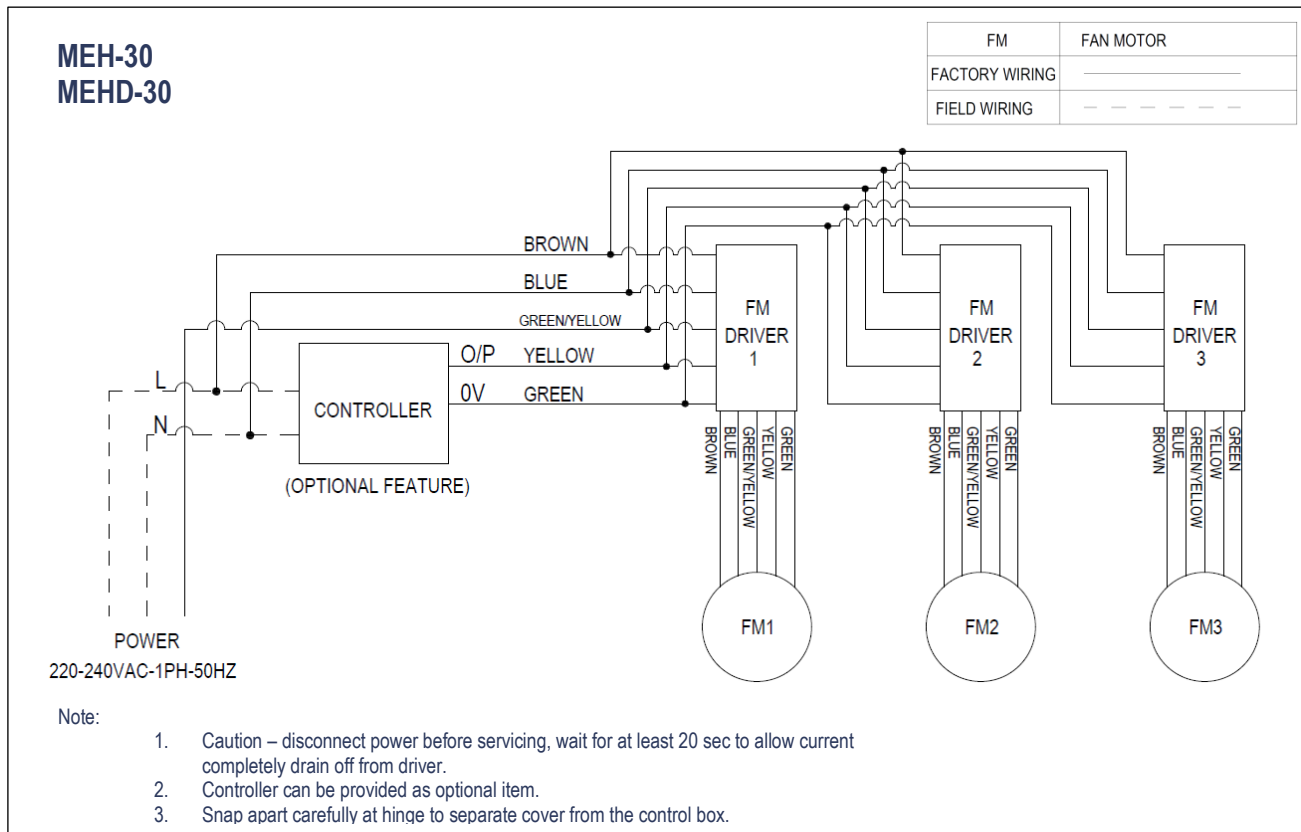 MEH-30
MEHD-30
FM FAN MOTOR
FACTORY WIRING
FIELD WIRING
BROWN
BLUE
GREEN/YELLOW
O/P YELLOW
0V GREEN
L
N
CONTROLLER
(OPTIONAL FEATURE)
FM
DRIVER
1
FM
DRIVER
2
FM
DRIVER
3
BROWN
BLUE
GREEN/YELLOW
YELLOW
GREEN
BROWN
BLUE
GREEN/YELLOW
YELLOW
GREEN
BROWN
BLUE
GREEN/YELLOW
YELLOW
GREEN
FM1
FM2
FM3
POWER
220-240VAC-1PH-50HZ
Note:
1. Caution – disconnect power before servicing, wait for at least 20 sec to allow current
completely drain off from driver.
2. Controller can be provided as optional item.
3. Snap apart carefully at hinge to separate cover from the control box.